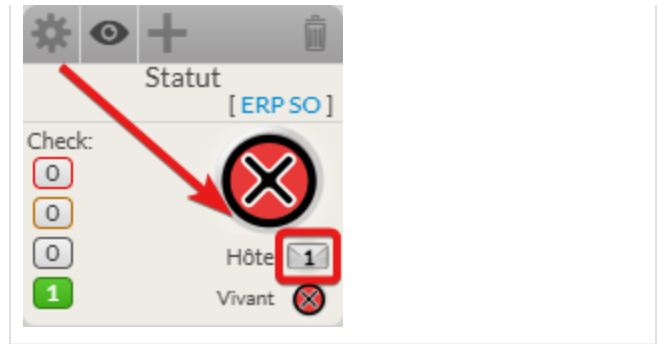 Statut
[ ERP SO ]
Check:
0
0
0
1
Hôte 1
Vivant